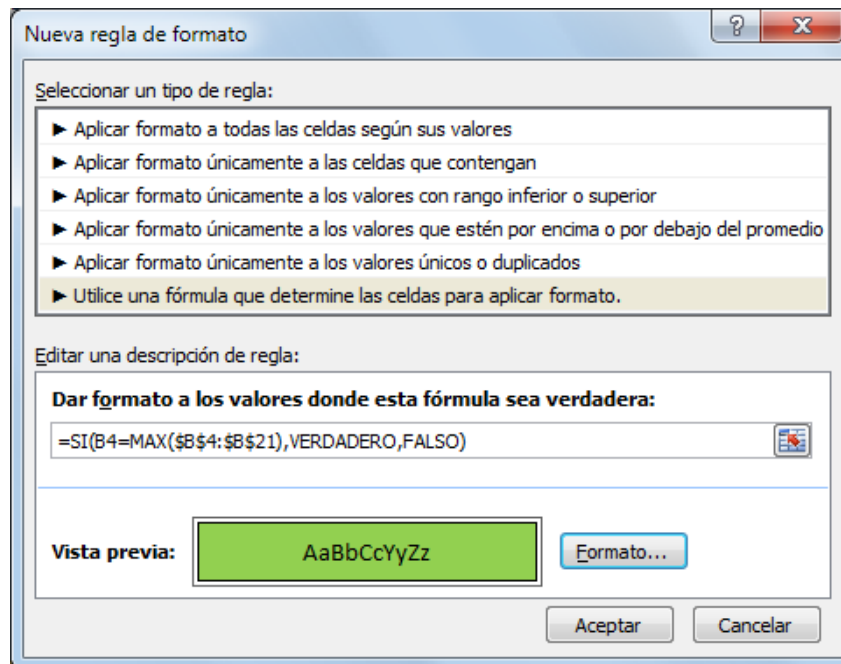 Nueva regla de formato
Seleccionar un tipo de regla:
► Aplicar formato a todas las celdas según sus valores
► Aplicar formato únicamente a las celdas que contengan
► Aplicar formato únicamente a los valores con rango inferior o superior
► Aplicar formato únicamente a los valores que estén por encima o por debajo del promedio
► Aplicar formato únicamente a los valores únicos o duplicados
► Utilice una fórmula que determine las celdas para aplicar formato.
Editar una descripción de regla:
Dar formato a los valores donde esta fórmula sea verdadera:
=SI(B4=MAX($B$4:$B$21),VERDADERO,FALSO)
Vista previa: AaBbCcYyZz Formato...
Aceptar Cancelar